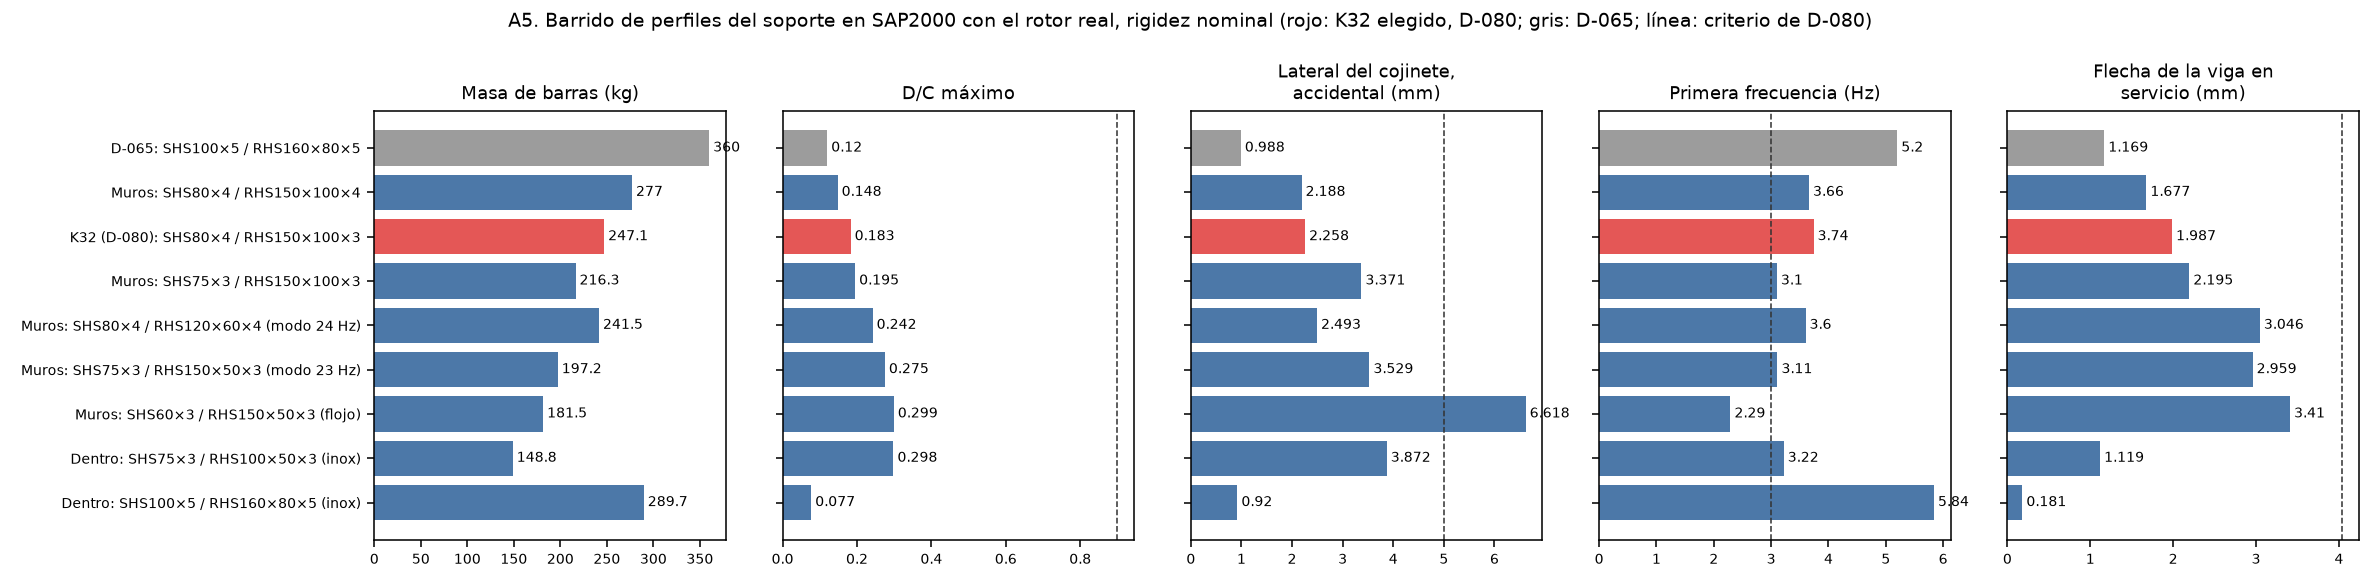 A5. Barrido de perfiles del soporte en SAP2000 con el rotor real, rigidez nominal (rojo: K32 elegido, D-080; gris: D-065; línea: criterio de D-080)
Masa de barras (kg)
D-065: SHS100×5 / RHS160×80×5
Muros: SHS80×4 / RHS150×100×4
K32 (D-080): SHS80×4 / RHS150×100×3
Muros: SHS75×3 / RHS150×100×3
Muros: SHS80×4 / RHS120×60×4 (modo 24 Hz)
Muros: SHS75×3 / RHS150×50×3 (modo 23 Hz)
Muros: SHS60×3 / RHS150×50×3 (flojo)
Dentro: SHS75×3 / RHS100×50×3 (inox)
Dentro: SHS100×5 / RHS160×80×5 (inox)
360
277
247.1
216.3
241.5
197.2
181.5
148.8
289.7
0 50 100 150 200 250 300 350
D/C máximo
0.12
0.148
0.183
0.195
0.242
0.275
0.299
0.298
0.077
0.0 0.2 0.4 0.6 0.8
Lateral del cojinete,
accidental (mm)
0.988
2.188
2.258
3.371
2.493
3.529
6.618
3.872
0.92
0 1 2 3 4 5 6
Primera frecuencia (Hz)
5.2
3.66
3.74
3.1
3.6
3.11
2.29
3.22
5.84
0 1 2 3 4 5 6
Flecha de la viga en
servicio (mm)
1.169
1.677
1.987
2.195
3.046
2.959
3.41
1.119
0.181
0 1 2 3 4